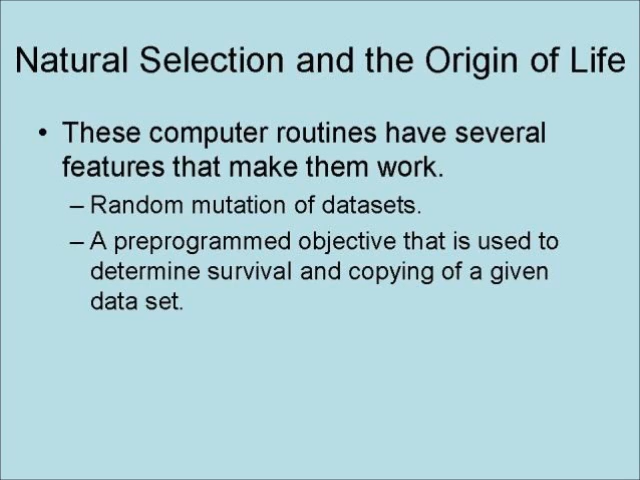 Natural Selection and the Origin of Life
• These computer routines have several
features that make them work.
– Random mutation of datasets.
– A preprogrammed objective that is used to
determine survival and copying of a given
data set.